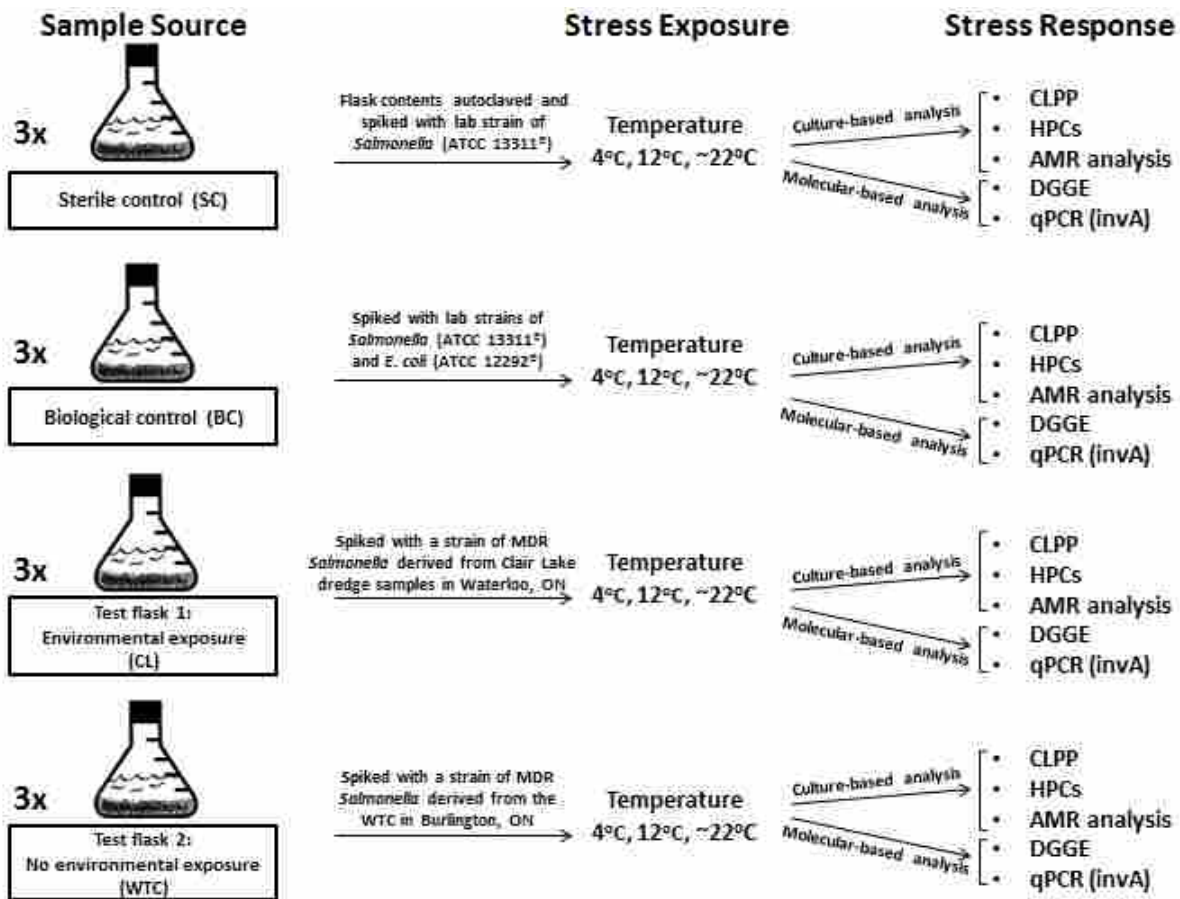 Sample Source
Stress Exposure
Stress Response
3x
Sterile control (SC)
Flask contents autoclaved and
spiked with lab strain of
Salmonella (ATCC 13311®)
Temperature
4°C, 12°C, ~22°C
Culture-based analysis
Molecular-based analysis
• CLPP
• HPCs
• AMR analysis
• DGGE
• qPCR (invA)
3x
Biological control (BC)
Spiked with lab strains of
Salmonella (ATCC 13311®)
and E. coli (ATCC 12292®)
Temperature
4°C, 12°C, ~22°C
Culture-based analysis
Molecular-based analysis
• CLPP
• HPCs
• AMR analysis
• DGGE
• qPCR (invA)
3x
Test flask 1:
Environmental exposure
(CL)
Spiked with a strain of MDR
Salmonella derived from Clair Lake
dredge samples in Waterloo, ON
Temperature
4°C, 12°C, ~22°C
Culture-based analysis
Molecular-based analysis
• CLPP
• HPCs
• AMR analysis
• DGGE
• qPCR (invA)
3x
Test flask 2:
No environmental exposure
(WTC)
Spiked with a strain of MDR
Salmonella derived from the
WTC in Burlington, ON
Temperature
4°C, 12°C, ~22°C
Culture-based analysis
Molecular-based analysis
• CLPP
• HPCs
• AMR analysis
• DGGE
• qPCR (invA)